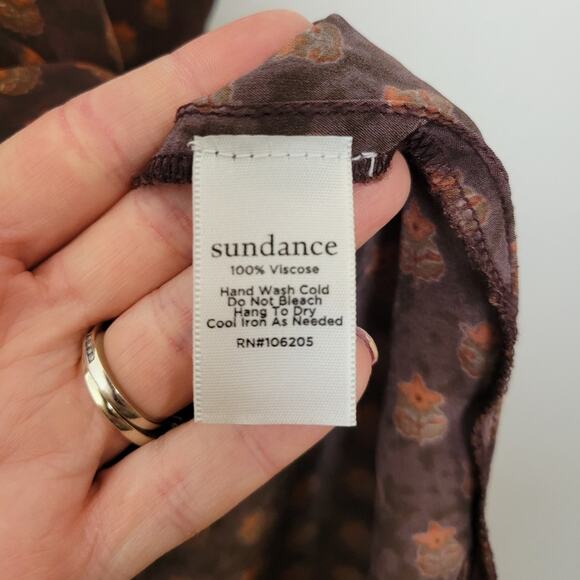 sundance
100% Viscose
Hand Wash Cold
Do Not Bleach
Hang To Dry
Cool Iron As Needed
RN#106205